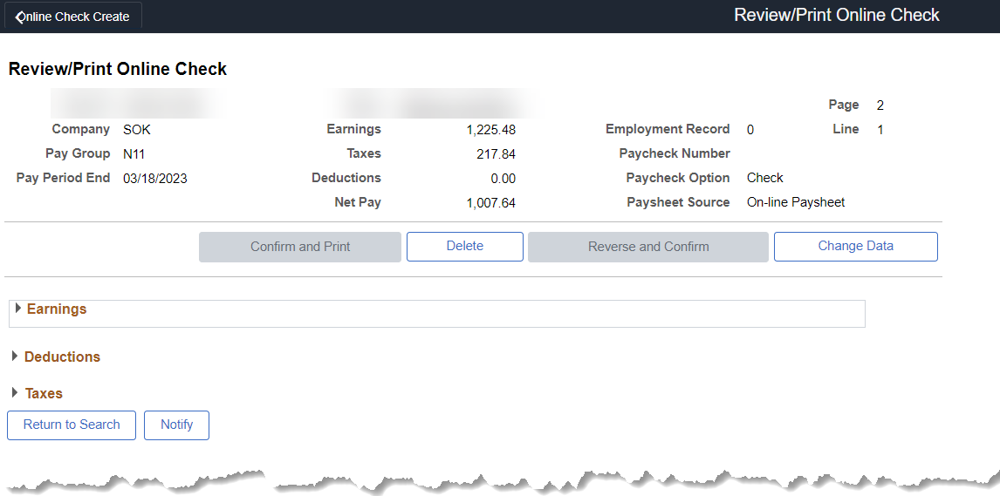 Online Check Create
Review/Print Online Check
Review/Print Online Check
Page 2
Company SOK Earnings 1,225.48 Employment Record 0 Line 1
Pay Group N11 Taxes 217.84 Paycheck Number
Pay Period End 03/18/2023 Deductions 0.00 Paycheck Option Check
Net Pay 1,007.64 Paysheet Source On-line Paysheet
Confirm and Print Delete Reverse and Confirm Change Data
Earnings
Deductions
Taxes
Return to Search Notify